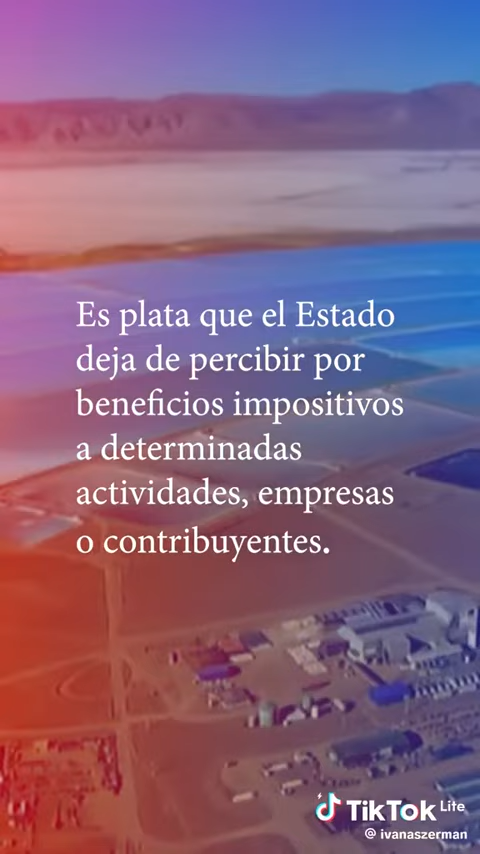 Es plata que el Estado
deja de percibir por
beneficios impositivos
a determinadas
actividades, empresas
o contribuyentes.
TikTok Lite
@ ivanaszerman